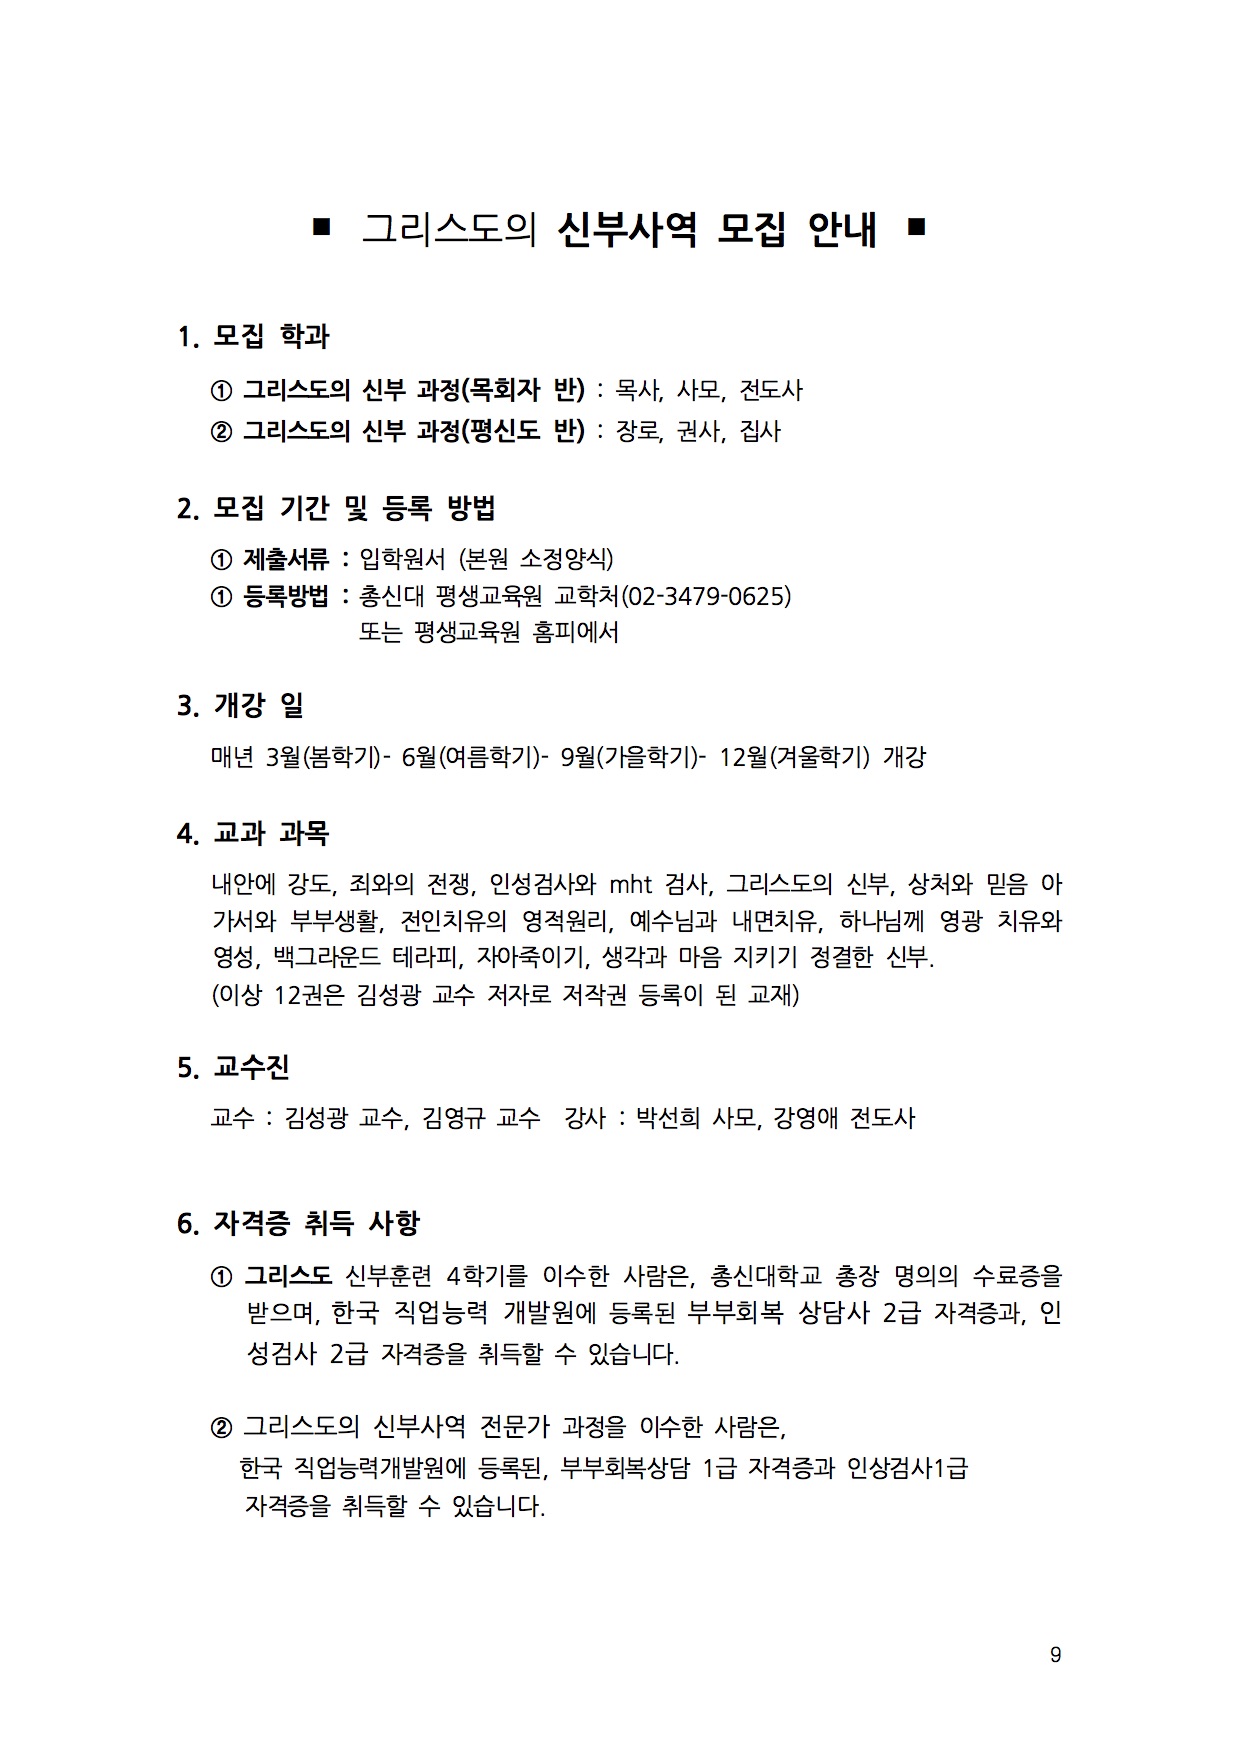 ■ 그리스도의 신부사역 모집 안내 ■
1. 모집 학과
① 그리스도의 신부 과정(목회자 반) : 목사, 사모, 전도사
② 그리스도의 신부 과정(평신도 반) : 장로, 권사, 집사
2. 모집 기간 및 등록 방법
① 제출서류 : 입학원서 (본원 소정양식)
① 등록방법 : 총신대 평생교육원 교학처(02-3479-0625)
또는 평생교육원 홈피에서
3. 개강 일
매년 3월(봄학기)- 6월(여름학기)- 9월(가을학기)- 12월(겨울학기) 개강
4. 교과 과목
내안에 강도, 죄와의 전쟁, 인성검사와 mht 검사, 그리스도의 신부, 상처와 믿음 아
가서와 부부생활, 전인치유의 영적원리, 예수님과 내면치유, 하나님께 영광 치유와
영성, 백그라운드 테라피, 자아죽이기, 생각과 마음 지키기 정결한 신부.
(이상 12권은 김성광 교수 저자로 저작권 등록이 된 교재)
5. 교수진
교수 : 김성광 교수, 김영규 교수 강사 : 박선희 사모, 강영애 전도사
6. 자격증 취득 사항
① 그리스도 신부훈련 4학기를 이수한 사람은, 총신대학교 총장 명의의 수료증을
받으며, 한국 직업능력 개발원에 등록된 부부회복 상담사 2급 자격증과, 인
성검사 2급 자격증을 취득할 수 있습니다.
② 그리스도의 신부사역 전문가 과정을 이수한 사람은,
한국 직업능력개발원에 등록된, 부부회복상담 1급 자격증과 인상검사1급
자격증을 취득할 수 있습니다.
9